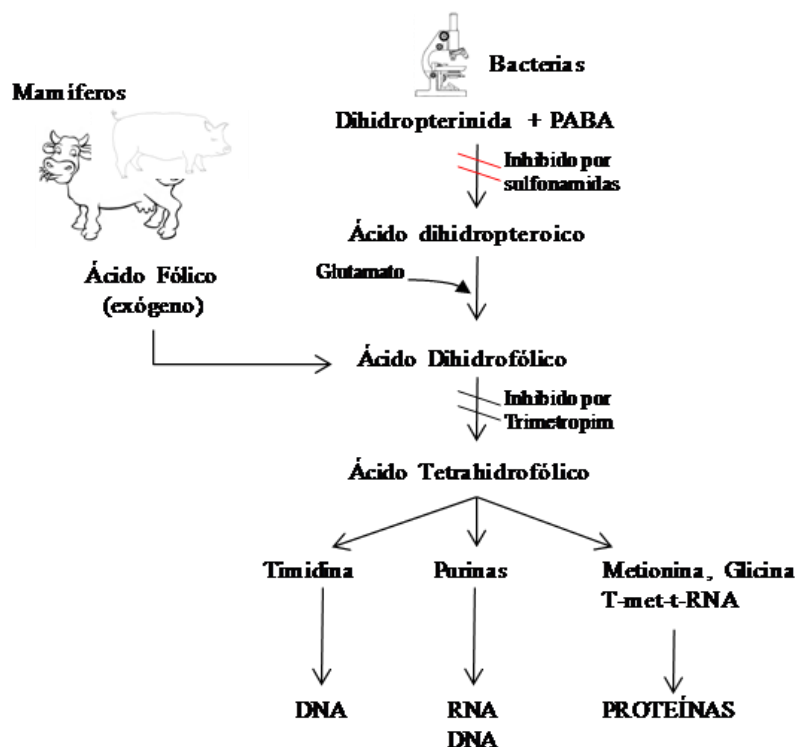 Bacterias
Mamíferos
Dihidropterinida + PABA
Inhibido por
sulfonamidas
Ácido dihidropteroico
Glutamato
Ácido Fólico
(exógeno)
Ácido Dihidrofólico
Inhibido por
Trimetropim
Ácido Tetrahidrofólico
Timidina
Purinas
Metionina, Glicina
T-met-t-RNA
DNA
RNA
DNA
PROTEÍNAS